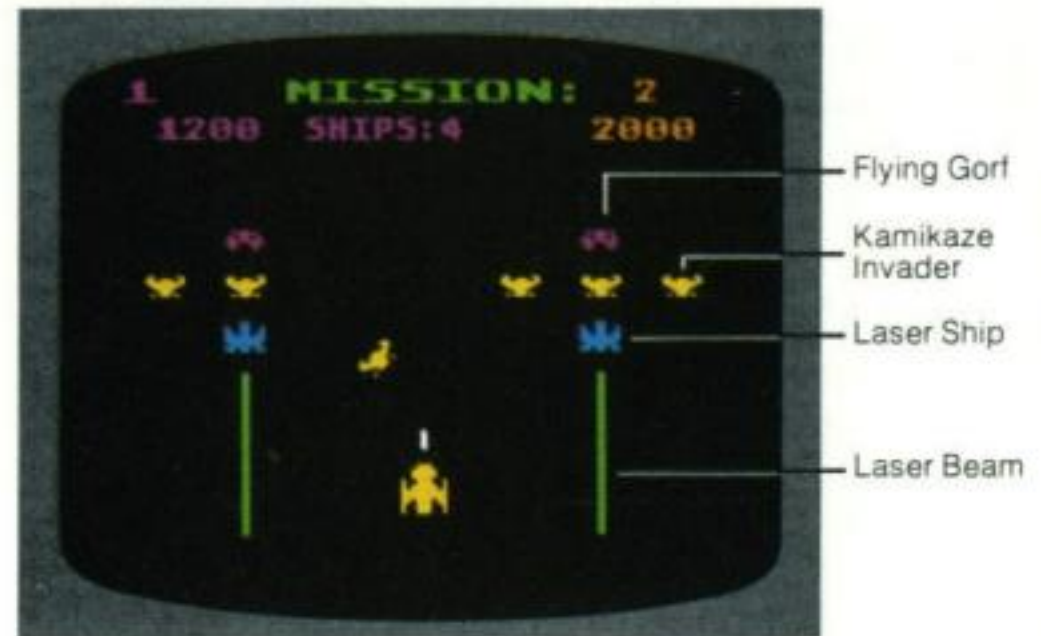 1 MISSION: 2
1200 SHIPS:4 2000
Flying Gorf
Kamikaze
Invader
Laser Ship
Laser Beam